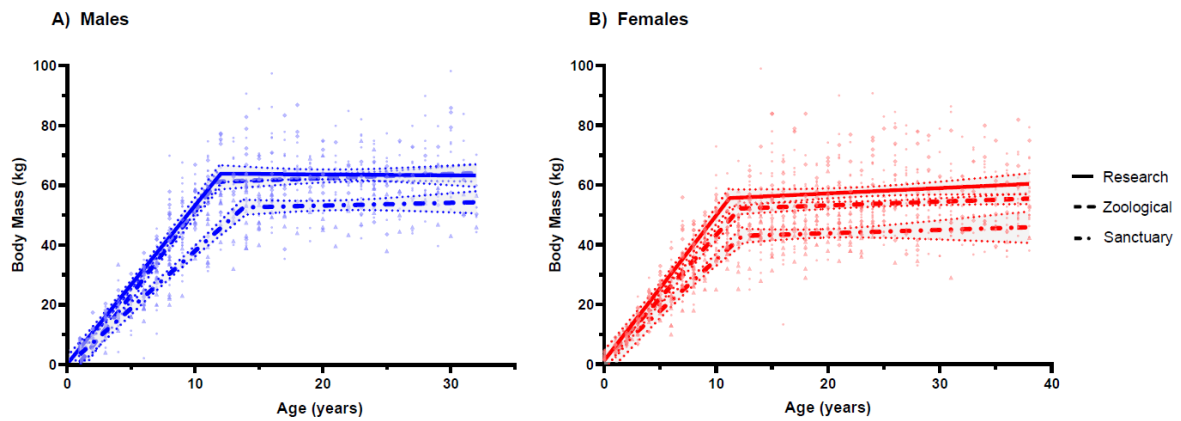 A) Males
B) Females
100
80
60
40
20
0
Body Mass (kg)
0 10 20 30
Age (years)
100
80
60
40
20
0
Body Mass (kg)
0 10 20 30 40
Age (years)
Research
Zoological
Sanctuary